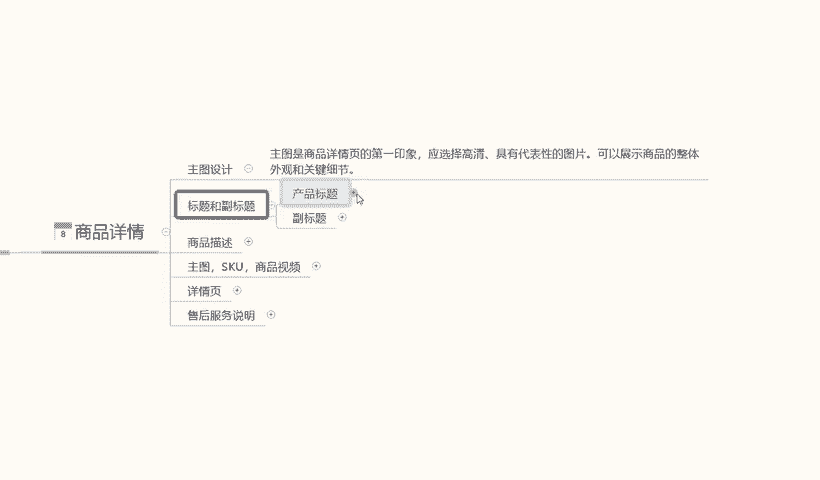 主图是商品详情页的第一印象，应选择高清、具有代表性的图片。可以展示商品的整体
外观和关键细节。
主图设计
产品标题
标题和副标题
副标题
8 商品详情
商品描述
主图，SKU，商品视频
详情页
售后服务说明